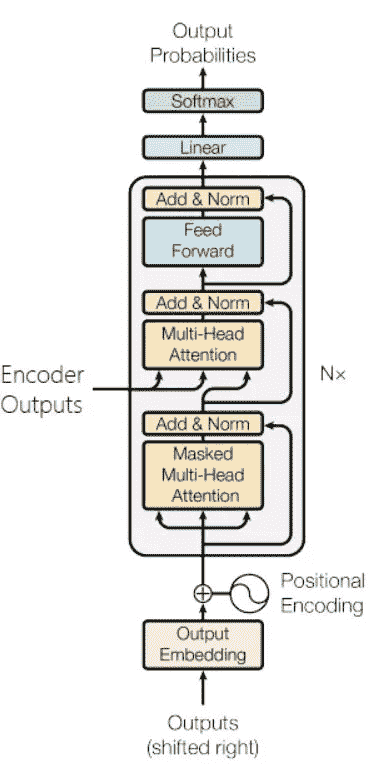 Output
Probabilities
Softmax
Linear
Add & Norm
Feed
Forward
Add & Norm
Multi-Head
Attention
Encoder
Outputs
N×
Add & Norm
Masked
Multi-Head
Attention
Positional
Encoding
Output
Embedding
Outputs
(shifted right)